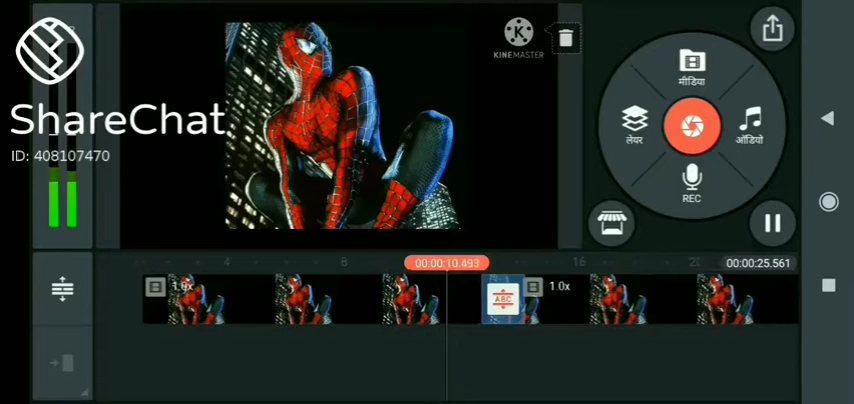 ShareChat
ID: 408107470
KINEMASTER
मीडिया
लेयर
ऑडियो
REC
4
8
00:00:10.493
16
20
00:00:25.561
1.0x
ABC
1.0x